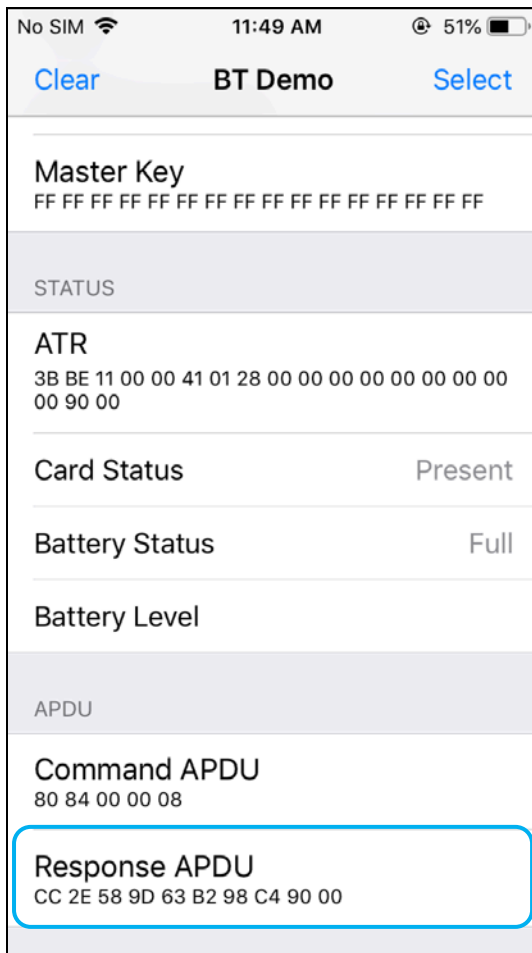 No SIM 11:49 AM 51%
Clear BT Demo Select
Master Key
FF FF FF FF FF FF FF FF FF FF FF FF FF FF FF FF
STATUS
ATR
3B BE 11 00 00 41 01 28 00 00 00 00 00 00 00 00
00 90 00
Card Status Present
Battery Status Full
Battery Level
APDU
Command APDU
80 84 00 00 08
Response APDU
CC 2E 58 9D 63 B2 98 C4 90 00